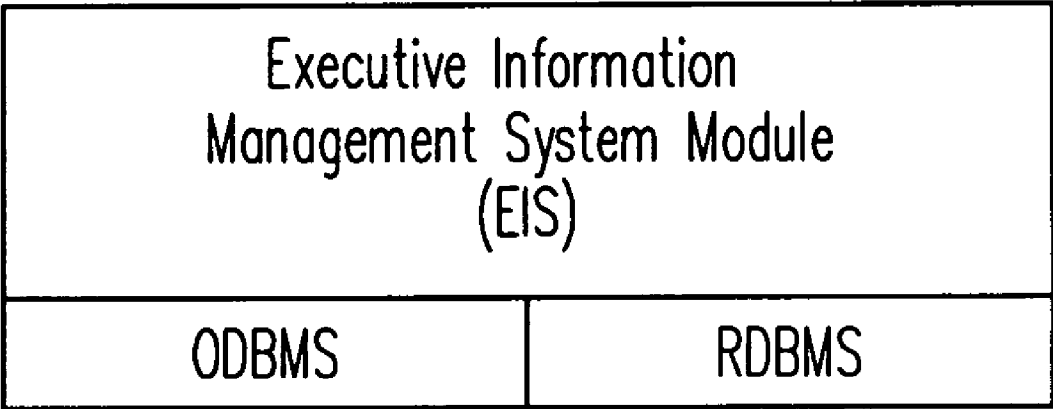 Executive Information
Management System Module
(EIS)
ODBMS
RDBMS